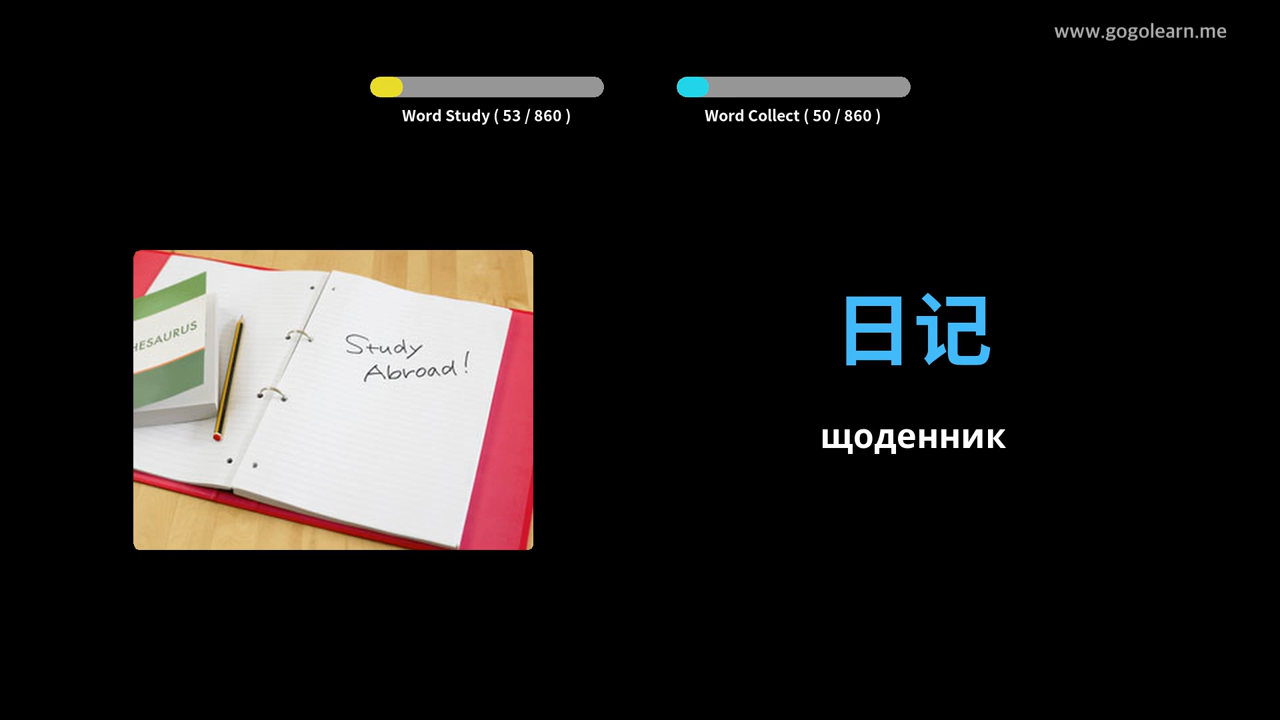 www.gogolearn.me
Word Study ( 53 / 860 )
Word Collect ( 50 / 860 )
HESAURUS
Study
Abroad!
日记
щоденник